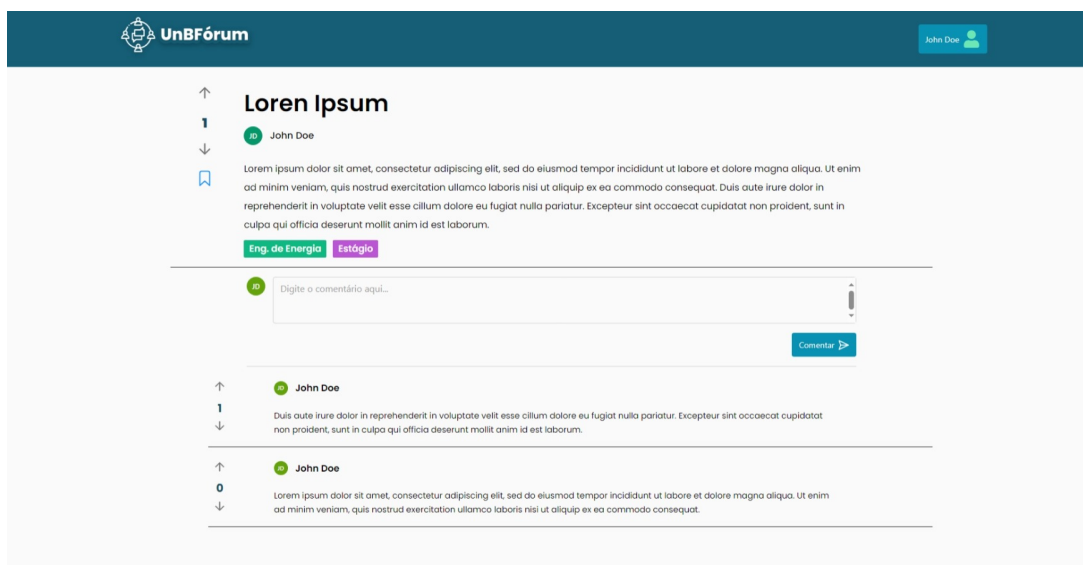 UnBFórum
John Doe
Loren Ipsum
1
JD John Doe
Lorem ipsum dolor sit amet, consectetur adipiscing elit, sed do eiusmod tempor incididunt ut labore et dolore magna aliqua. Ut enim
ad minim veniam, quis nostrud exercitation ullamco laboris nisi ut aliquip ex ea commodo consequat. Duis aute irure dolor in
reprehenderit in voluptate velit esse cillum dolore eu fugiat nulla pariatur. Excepteur sint occaecat cupidatat non proident, sunt in
culpa qui officia deserunt mollit anim id est laborum.
Eng. de Energia Estágio
JD Digite o comentário aqui...
Comentar
JD John Doe
1
Duis aute irure dolor in reprehenderit in voluptate velit esse cillum dolore eu fugiat nulla pariatur. Excepteur sint occaecat cupidatat
non proident, sunt in culpa qui officia deserunt mollit anim id est laborum.
JD John Doe
0
Lorem ipsum dolor sit amet, consectetur adipiscing elit, sed do eiusmod tempor incididunt ut labore et dolore magna aliqua. Ut enim
ad minim veniam, quis nostrud exercitation ullamco laboris nisi ut aliquip ex ea commodo consequat.